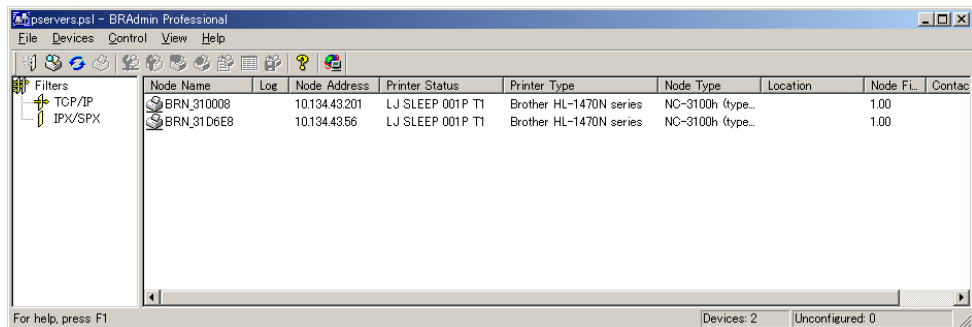 pservers.psl - BRAdmin Professional
File Devices Control View Help
Filters
TCP/IP
IPX/SPX
Node Name Log Node Address Printer Status Printer Type Node Type Location Node Fi... Contac
BRN_310008 10.134.43.201 LJ SLEEP 001P T1 Brother HL-1470N series NC-3100h (type... 1.00
BRN_31D6E8 10.134.43.56 LJ SLEEP 001P T1 Brother HL-1470N series NC-3100h (type... 1.00
For help, press F1 Devices: 2 Unconfigured: 0